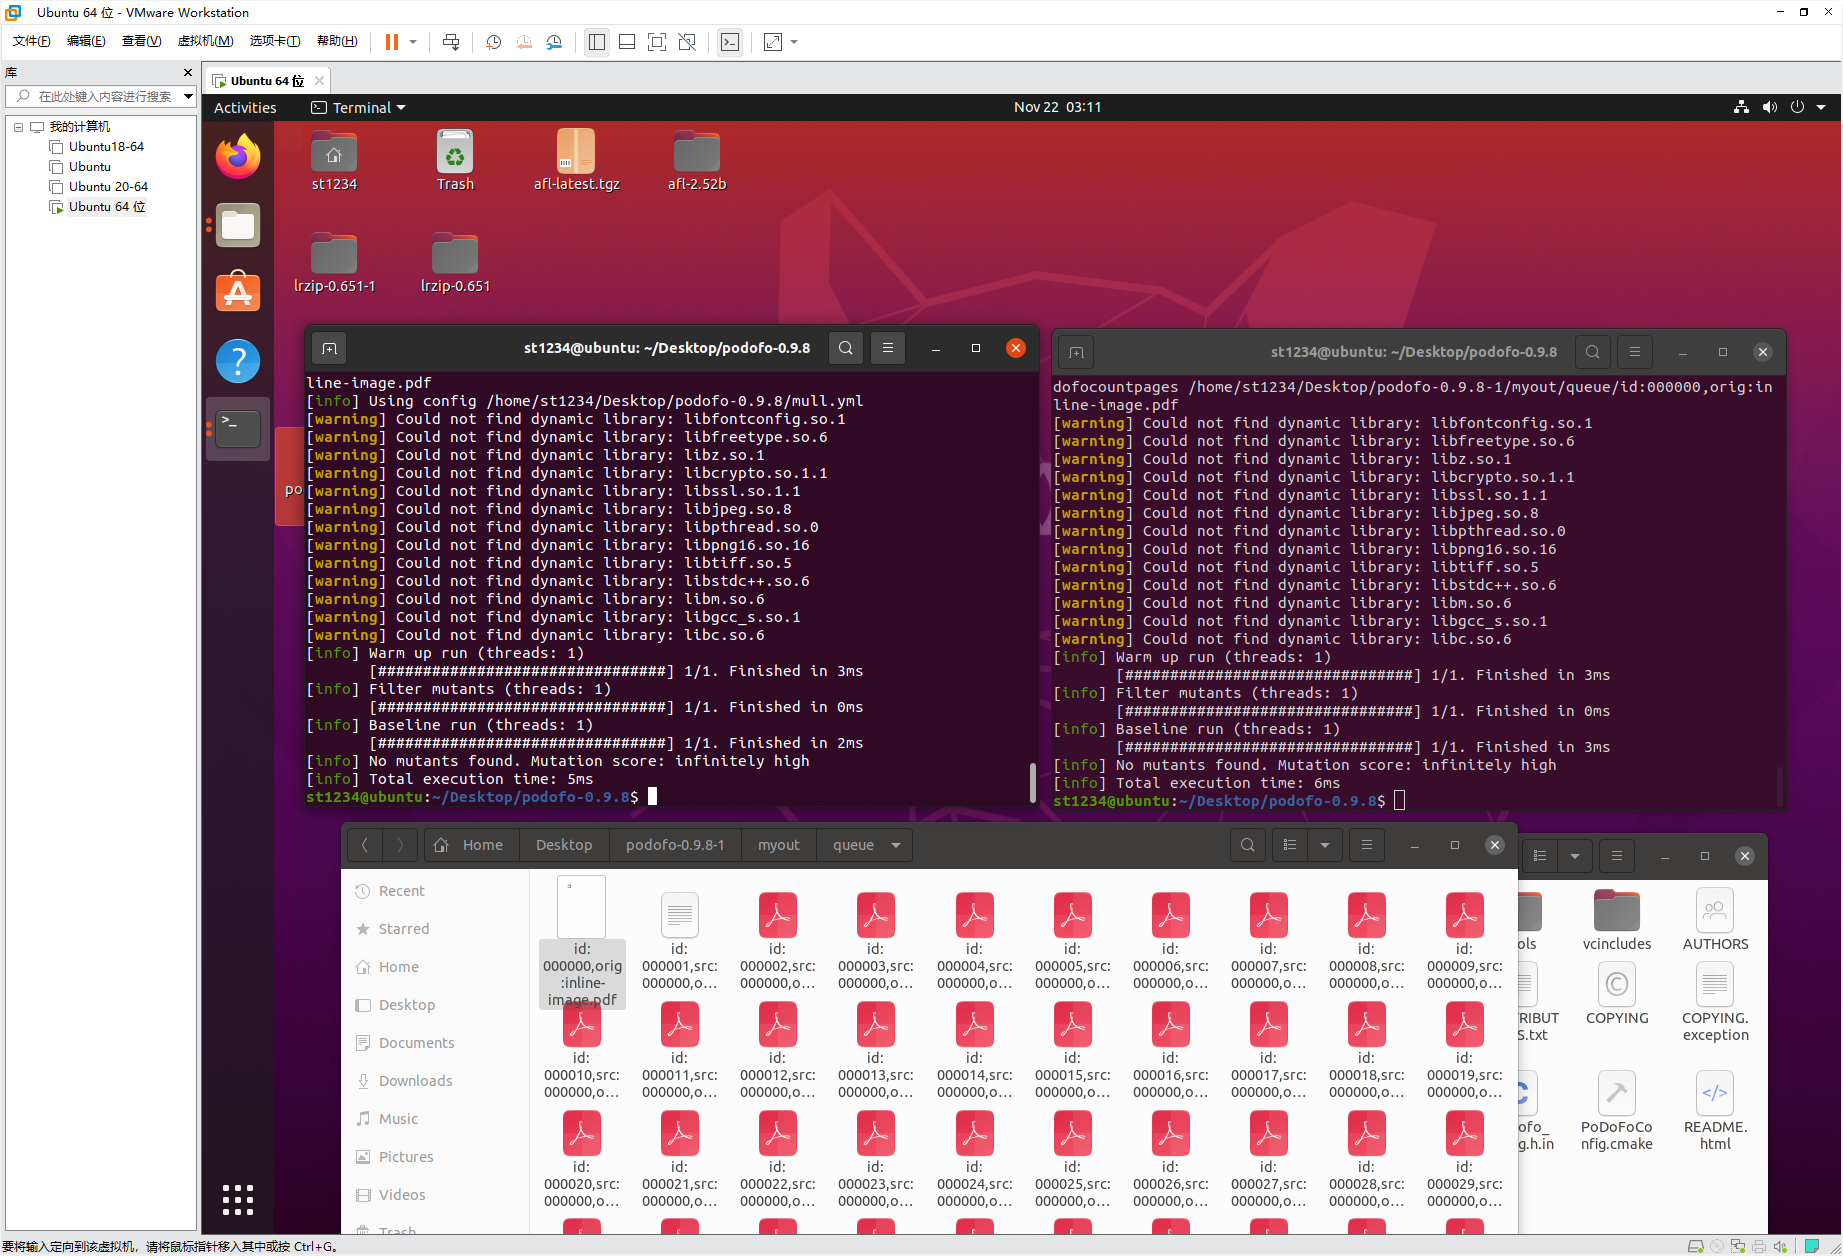 Ubuntu 64 位 - VMware Workstation
文件(F) 编辑(E) 查看(V) 虚拟机(M) 选项卡(T) 帮助(H)
库
在此处键入内容进行搜索
我的计算机
Ubuntu18-64
Ubuntu
Ubuntu 20-64
Ubuntu 64 位
Ubuntu 64 位
Activities Terminal Nov 22 03:11
st1234 Trash afl-latest.tgz afl-2.52b
lrzip-0.651-1 lrzip-0.651
po
st1234@ubuntu: ~/Desktop/podofo-0.9.8
line-image.pdf
[info] Using config /home/st1234/Desktop/podofo-0.9.8/mull.yml
[warning] Could not find dynamic library: libfontconfig.so.1
[warning] Could not find dynamic library: libfreetype.so.6
[warning] Could not find dynamic library: libz.so.1
[warning] Could not find dynamic library: libcrypto.so.1.1
[warning] Could not find dynamic library: libssl.so.1.1
[warning] Could not find dynamic library: libjpeg.so.8
[warning] Could not find dynamic library: libpthread.so.0
[warning] Could not find dynamic library: libpng16.so.16
[warning] Could not find dynamic library: libtiff.so.5
[warning] Could not find dynamic library: libstdc++.so.6
[warning] Could not find dynamic library: libm.so.6
[warning] Could not find dynamic library: libgcc_s.so.1
[warning] Could not find dynamic library: libc.so.6
[info] Warm up run (threads: 1)
[################################] 1/1. Finished in 3ms
[info] Filter mutants (threads: 1)
[################################] 1/1. Finished in 0ms
[info] Baseline run (threads: 1)
[################################] 1/1. Finished in 2ms
[info] No mutants found. Mutation score: infinitely high
[info] Total execution time: 5ms
st1234@ubuntu:~/Desktop/podofo-0.9.8$
st1234@ubuntu: ~/Desktop/podofo-0.9.8
dofocountpages /home/st1234/Desktop/podofo-0.9.8-1/myout/queue/id:000000,orig:in
line-image.pdf
[warning] Could not find dynamic library: libfontconfig.so.1
[warning] Could not find dynamic library: libfreetype.so.6
[warning] Could not find dynamic library: libz.so.1
[warning] Could not find dynamic library: libcrypto.so.1.1
[warning] Could not find dynamic library: libssl.so.1.1
[warning] Could not find dynamic library: libjpeg.so.8
[warning] Could not find dynamic library: libpthread.so.0
[warning] Could not find dynamic library: libpng16.so.16
[warning] Could not find dynamic library: libtiff.so.5
[warning] Could not find dynamic library: libstdc++.so.6
[warning] Could not find dynamic library: libm.so.6
[warning] Could not find dynamic library: libgcc_s.so.1
[warning] Could not find dynamic library: libc.so.6
[info] Warm up run (threads: 1)
[################################] 1/1. Finished in 3ms
[info] Filter mutants (threads: 1)
[################################] 1/1. Finished in 0ms
[info] Baseline run (threads: 1)
[################################] 1/1. Finished in 3ms
[info] No mutants found. Mutation score: infinitely high
[info] Total execution time: 6ms
st1234@ubuntu:~/Desktop/podofo-0.9.8$
Home Desktop podofo-0.9.8-1 myout queue
Recent
Starred
Home
Desktop
Documents
Downloads
Music
Pictures
Videos
Trash
id: id: id: id: id: id: id: id: id: id:
000000,orig 000001,src: 000002,src: 000003,src: 000004,src: 000005,src: 000006,src: 000007,src: 000008,src: 000009,src:
:inline- 000000,o... 000000,o... 000000,o... 000000,o... 000000,o... 000000,o... 000000,o... 000000,o... 000000,o...
image.pdf
id: id: id: id: id: id: id: id: id: id:
000010,src: 000011,src: 000012,src: 000013,src: 000014,src: 000015,src: 000016,src: 000017,src: 000018,src: 000019,src:
000000,o... 000000,o... 000000,o... 000000,o... 000000,o... 000000,o... 000000,o... 000000,o... 000000,o... 000000,o...
id: id: id: id: id: id: id: id: id: id:
000020,src: 000021,src: 000022,src: 000023,src: 000024,src: 000025,src: 000026,src: 000027,src: 000028,src: 000029,src:
000000,o... 000000,o... 000000,o... 000000,o... 000000,o... 000000,o... 000000,o... 000000,o... 000000,o... 000000,o...
ols vcincludes AUTHORS
RIBUT COPYING COPYING.
S.txt exception
ofo_ PoDoFoCo README.
g.h.in nfig.cmake html
要将输入定向到该虚拟机，请将鼠标指针移入其中或按 Ctrl+G。